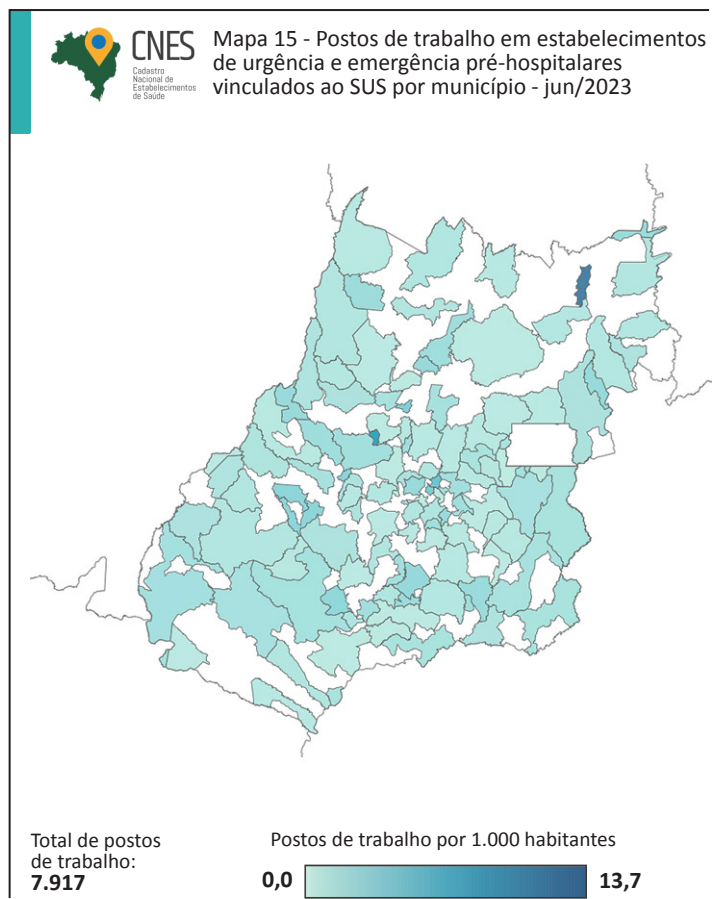 CNES
Cadastro
Nacional de
Estabelecimentos
de Saúde
Mapa 15 - Postos de trabalho em estabelecimentos
de urgência e emergência pré-hospitalares
vinculados ao SUS por município - jun/2023
Total de postos
de trabalho:
7.917
Postos de trabalho por 1.000 habitantes
0,0
13,7